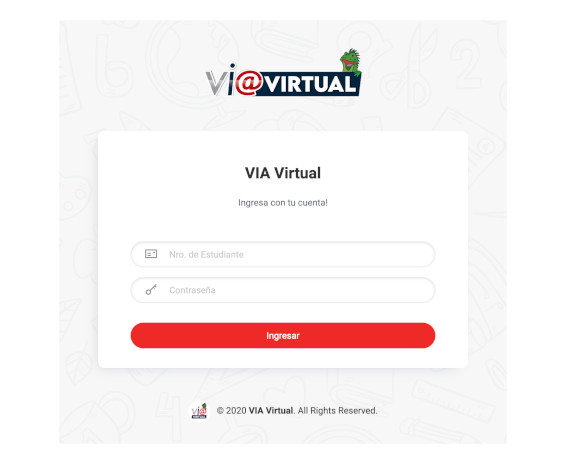 Vi@VIRTUAL
VIA Virtual
Ingresa con tu cuenta!
Nro. de Estudiante
Contraseña
Ingresar
© 2020 VIA Virtual. All Rights Reserved.